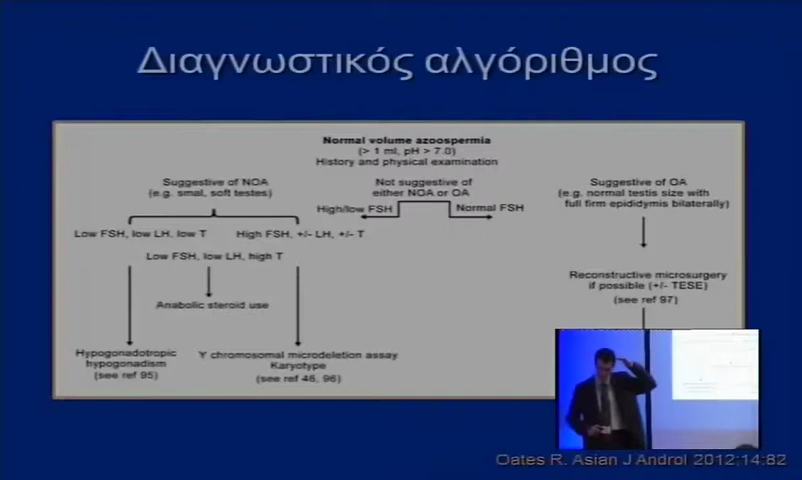 Διαγνωστικός αλγόριθμος
Normal volume azoospermia
(> 1 ml, pH > 7.0)
History and physical examination
Suggestive of NOA
(e.g. smal, soft testes)
Not suggestive of
either NOA or OA
Suggestive of OA
(e.g. normal testis size with
full firm epididymis bilaterally)
High/low FSH
Normal FSH
Low FSH, low LH, low T
High FSH, +/- LH, +/- T
Low FSH, low LH, high T
Anabolic steroid use
Reconstructive microsurgery
if possible (+/- TESE)
(see ref 97)
Hypogonadotropic
hypogonadism
(see ref 95)
Y chromosomal microdeletion assay
Karyotype
(see ref 46, 96)
Oates R. Asian J Androl 2012;14:82